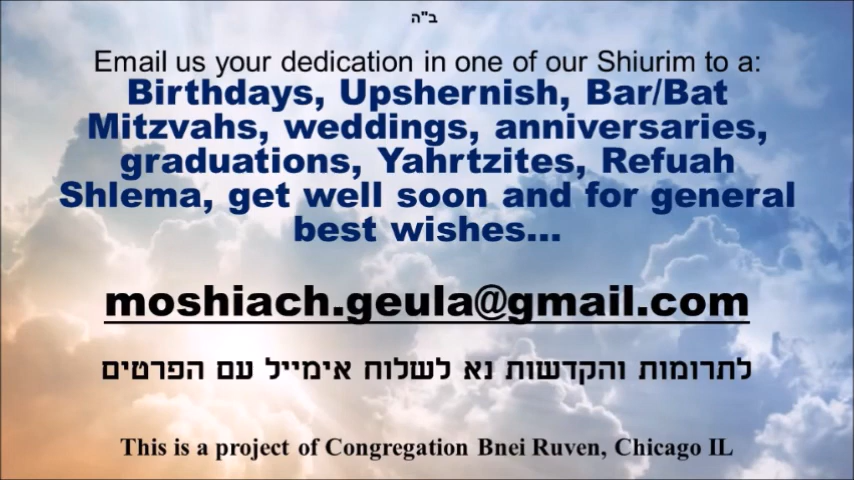 ב"ה
Email us your dedication in one of our Shiurim to a:
Birthdays, Upshernish, Bar/Bat
Mitzvahs, weddings, anniversaries,
graduations, Yahrtzites, Refuah
Shlema, get well soon and for general
best wishes...
moshiach.geula@gmail.com
לתרומות והקדשות נא לשלוח אימייל עם הפרטים
This is a project of Congregation Bnei Ruven, Chicago IL